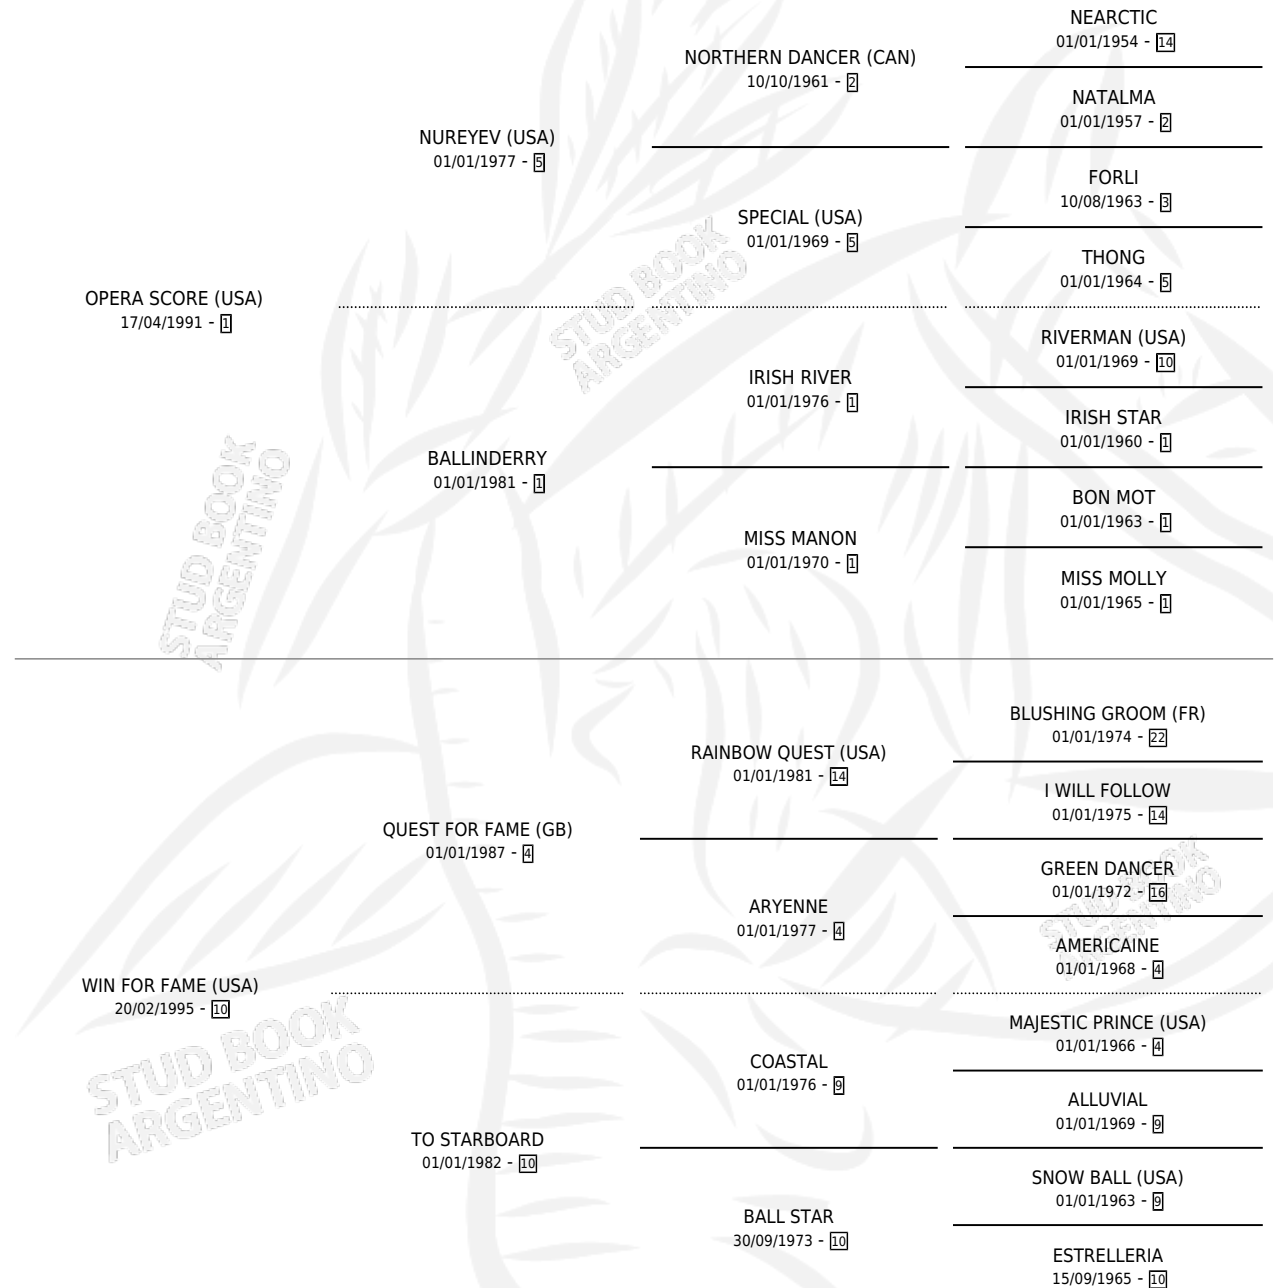 NEARCTIC
01/01/1954 - 14
NORTHERN DANCER (CAN)
10/10/1961 - 2
NATALMA
01/01/1957 - 2
NUREYEV (USA)
01/01/1977 - 5
FORLI
10/08/1963 - 3
SPECIAL (USA)
01/01/1969 - 5
THONG
01/01/1964 - 5
OPERA SCORE (USA)
17/04/1991 - 1
RIVERMAN (USA)
01/01/1969 - 10
IRISH RIVER
01/01/1976 - 1
IRISH STAR
01/01/1960 - 1
BALLINDERRY
01/01/1981 - 1
BON MOT
01/01/1963 - 1
MISS MANON
01/01/1970 - 1
MISS MOLLY
01/01/1965 - 1
STUD BOOK
ARGENTINO
STUD BOOK
ARGENTINO
BLUSHING GROOM (FR)
01/01/1974 - 22
RAINBOW QUEST (USA)
01/01/1981 - 14
I WILL FOLLOW
01/01/1975 - 14
QUEST FOR FAME (GB)
01/01/1987 - 4
GREEN DANCER
01/01/1972 - 16
ARYENNE
01/01/1977 - 4
AMERICAINE
01/01/1968 - 4
STUD BOOK
ARGENTINO
WIN FOR FAME (USA)
20/02/1995 - 10
MAJESTIC PRINCE (USA)
01/01/1966 - 4
COASTAL
01/01/1976 - 9
ALLUVIAL
01/01/1969 - 9
TO STARBOARD
01/01/1982 - 10
SNOW BALL (USA)
01/01/1963 - 9
BALL STAR
30/09/1973 - 10
ESTRELLERIA
15/09/1965 - 10
STUD BOOK
ARGENTINO